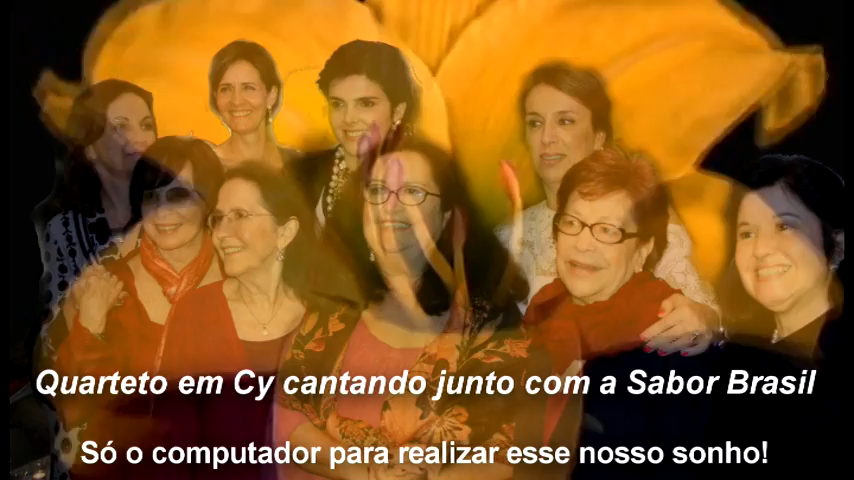 Quarteto em Cy cantando junto com a Sabor Brasil
Só o computador para realizar esse nosso sonho!